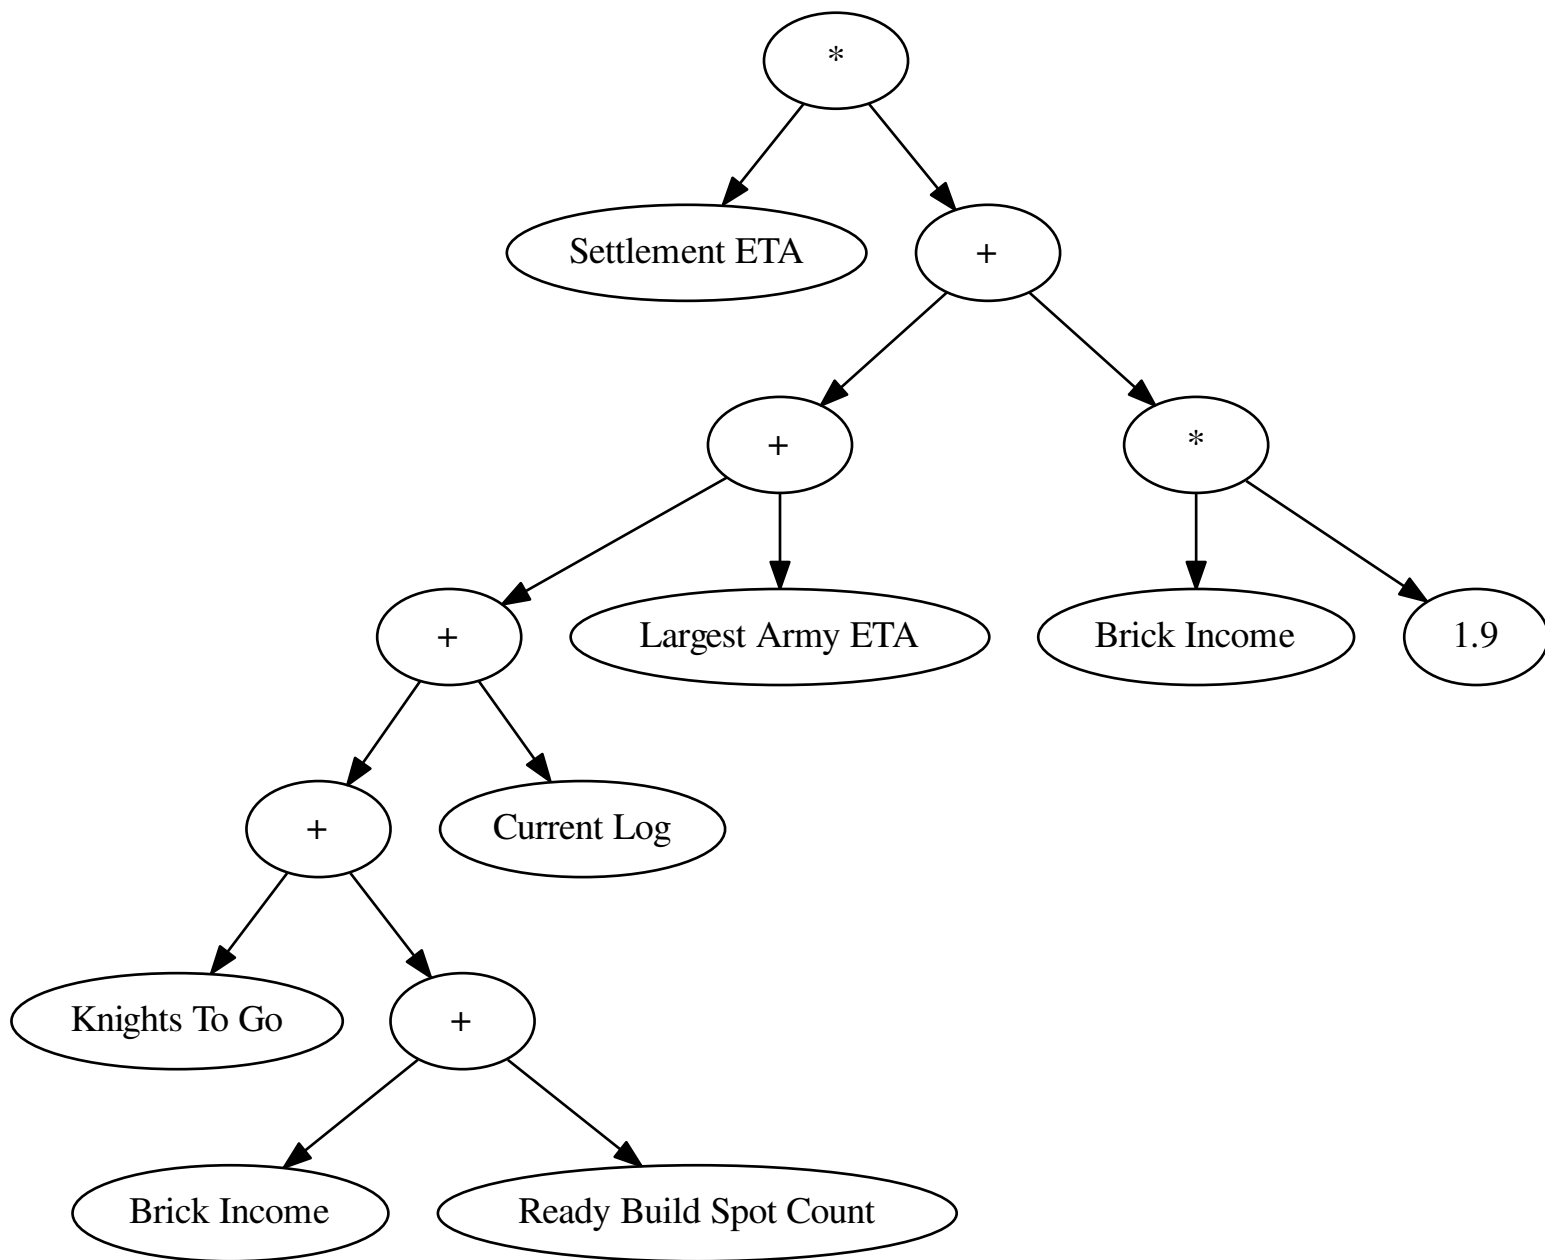 *
Settlement ETA
+
+
*
+
Largest Army ETA
Brick Income
1.9
+
Current Log
Knights To Go
+
Brick Income
Ready Build Spot Count